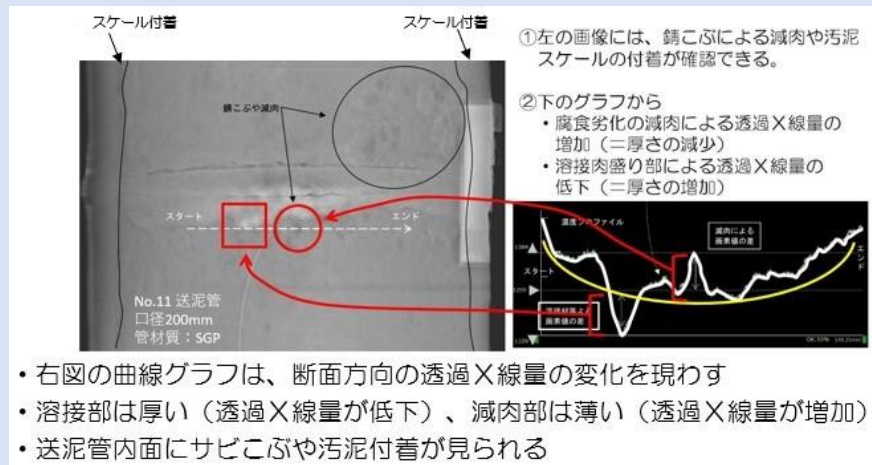 スケール付着
スケール付着
錆こぶや減肉
スタート
エンド
No.11 送泥管
口径200mm
管材質:SGP
①左の画像には、錆こぶによる減肉や汚泥
スケールの付着が確認できる。
②下のグラフから
・腐食劣化の減肉による透過X線量の
増加(=厚さの減少)
・溶接肉盛り部による透過X線量の
低下(=厚さの増加)
濃度プロファイル
減肉による
画素値の差
スタート
エンド
画素値の差
・右図の曲線グラフは、断面方向の透過X線量の変化を現わす
・溶接部は厚い(透過X線量が低下)、減肉部は薄い(透過X線量が増加)
・送泥管内面にサビこぶや汚泥付着が見られる